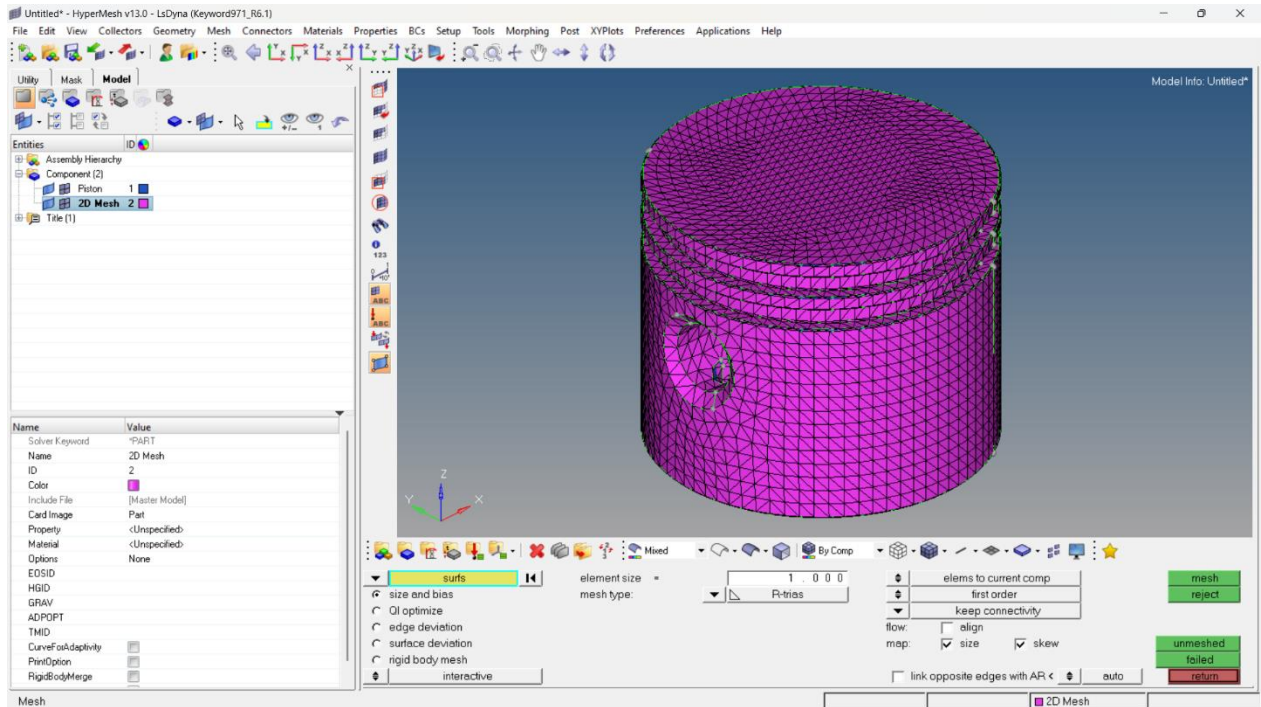 Untitled* - HyperMesh v13.0 - LsDyna (Keyword971_R6.1)
File Edit View Collectors Geometry Mesh Connectors Materials Properties BCs Setup Tools Morphing Post XYPlots Preferences Applications Help
Utility Mask Model
Entities ID
Assembly Hierarchy
Component (2)
Piston 1
2D Mesh 2
Title (1)
Name Value
Solver Keyword *PART
Name 2D Mesh
ID 2
Color
Include File [Master Model]
Card Image Part
Property <Unspecified>
Material <Unspecified>
Options None
EOSID
HGID
GRAV
ADPOPT
TMID
CurveForAdaptivity
PrintOption
RigidBodyMerge
123
ABC
ABC
Model Info: Untitled*
Z
Y X
Mixed By Comp
surfs element size = 1.000 elems to current comp mesh
size and bias mesh type: R-trias first order reject
QI optimize keep connectivity
edge deviation flow: align
surface deviation map: size skew unmeshed
rigid body mesh failed
interactive link opposite edges with AR < auto return
Mesh 2D Mesh